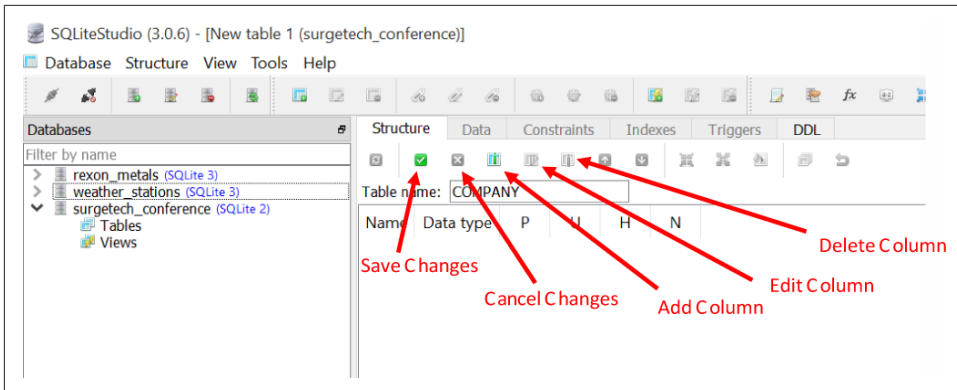 SQLiteStudio (3.0.6) - [New table 1 (surgetech_conference)]
Database Structure View Tools Help
Databases
Filter by name
rexon_metals (SQLite 3)
weather_stations (SQLite 3)
surgetech_conference (SQLite 2)
Tables
Views
Structure Data Constraints Indexes Triggers DDL
Table name: COMPANY
Name Data type P U H N
Save Changes
Cancel Changes
Add Column
Edit Column
Delete Column
fx